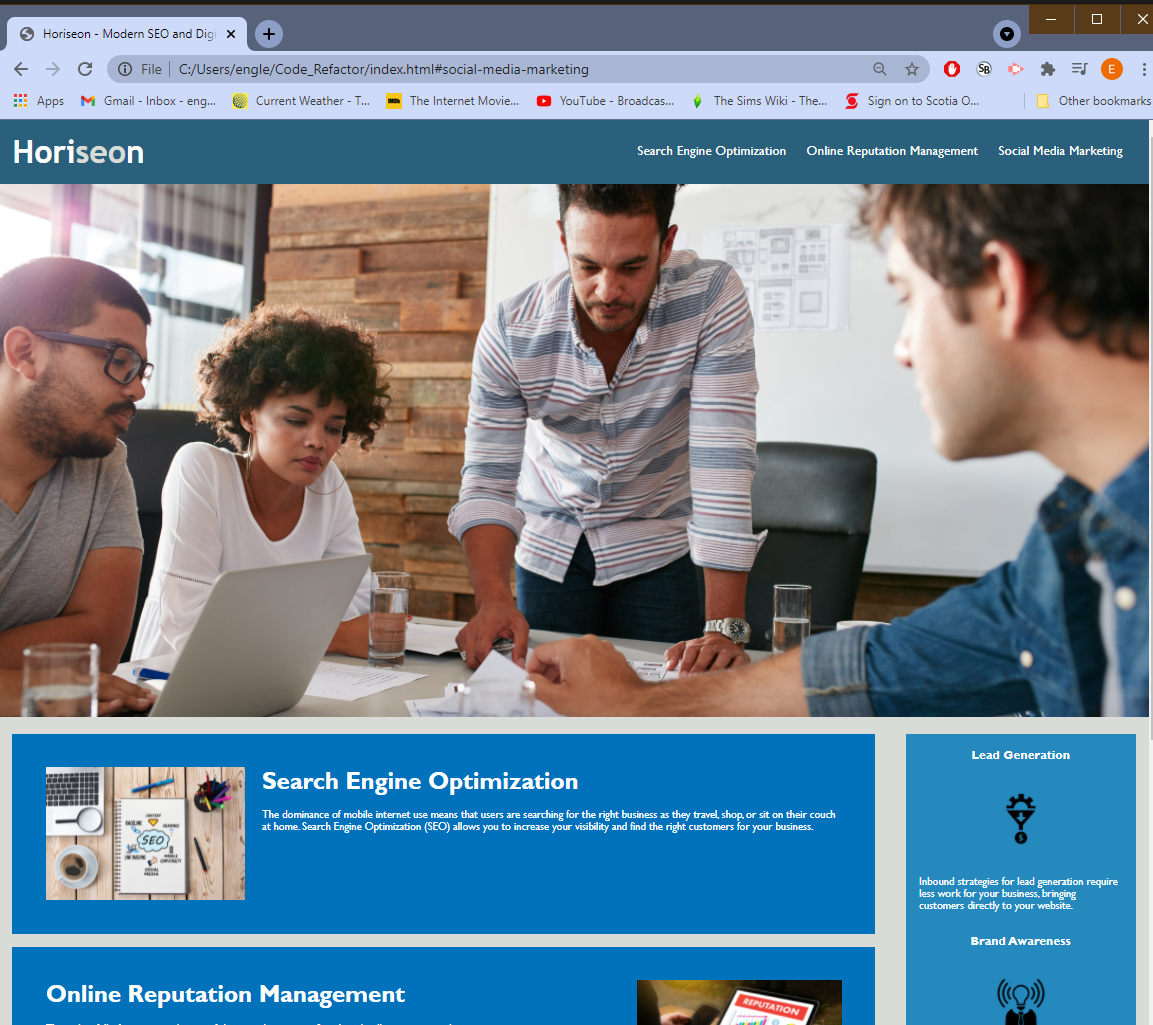 Horiseon - Modern SEO and Digi
File
C:/Users/engle/Code_Refactor/index.html#social-media-marketing
SB
E
Apps
Gmail - Inbox - eng...
Current Weather - T...
The Internet Movie...
YouTube - Broadcas...
The Sims Wiki - The...
Sign on to Scotia O...
Other bookmarks
Horiseon
Search Engine Optimization
Online Reputation Management
Social Media Marketing
SEO
Search Engine Optimization
The dominance of mobile internet use means that users are searching for the right business as they travel, shop, or sit on their couch
at home. Search Engine Optimization (SEO) allows you to increase your visibility and find the right customers for your business.
Lead Generation
Inbound strategies for lead generation require
less work for your business, bringing
customers directly to your website.
Brand Awareness
Online Reputation Management
REPUTATION